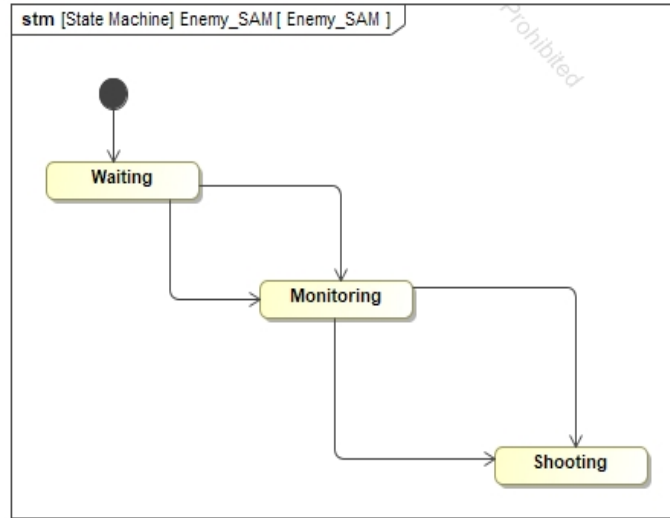 stm [State Machine] Enemy_SAM [ Enemy_SAM ]
Prohibited
Waiting
Monitoring
Shooting